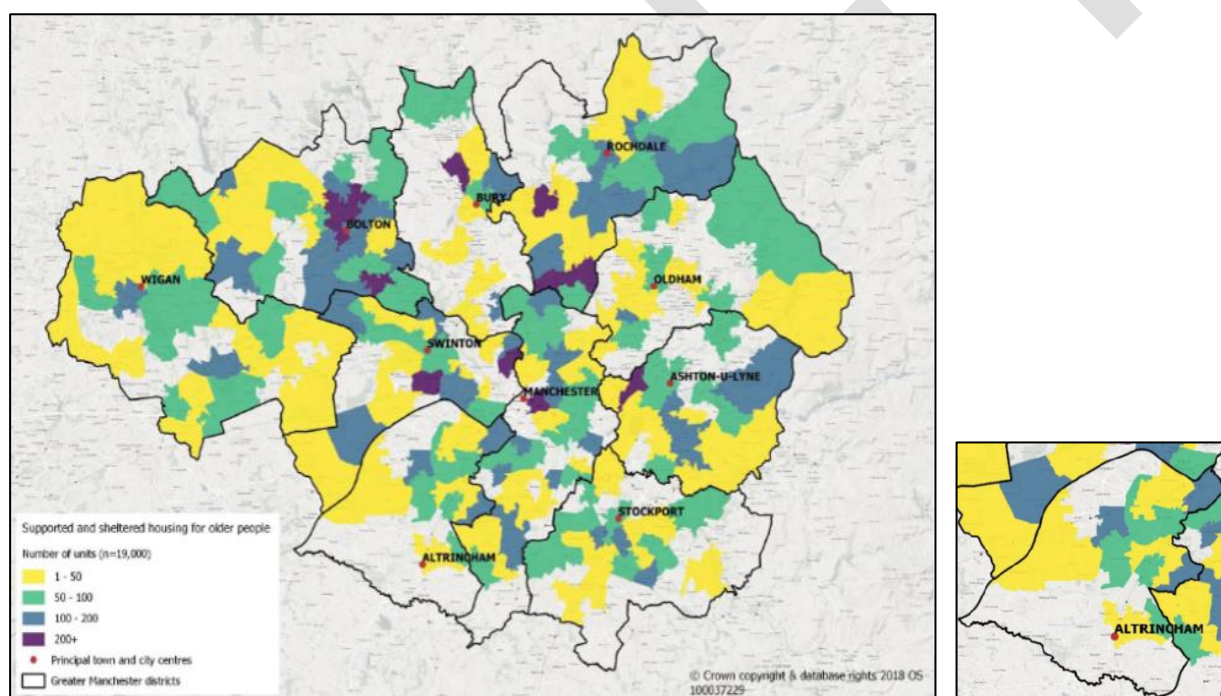 ROCHDALE
BURY
BOLTON
WIGAN
OLDHAM
SWINTON
ASHTON-U-LYNE
MANCHESTER
STOCKPORT
ALTRINCHAM
Supported and sheltered housing for older people
Number of units (n=19,000)
1 - 50
50 - 100
100 - 200
200+
Principal town and city centres
Greater Manchester districts
© Crown copyright & database rights 2018 OS
100037229
ALTRINCHAM